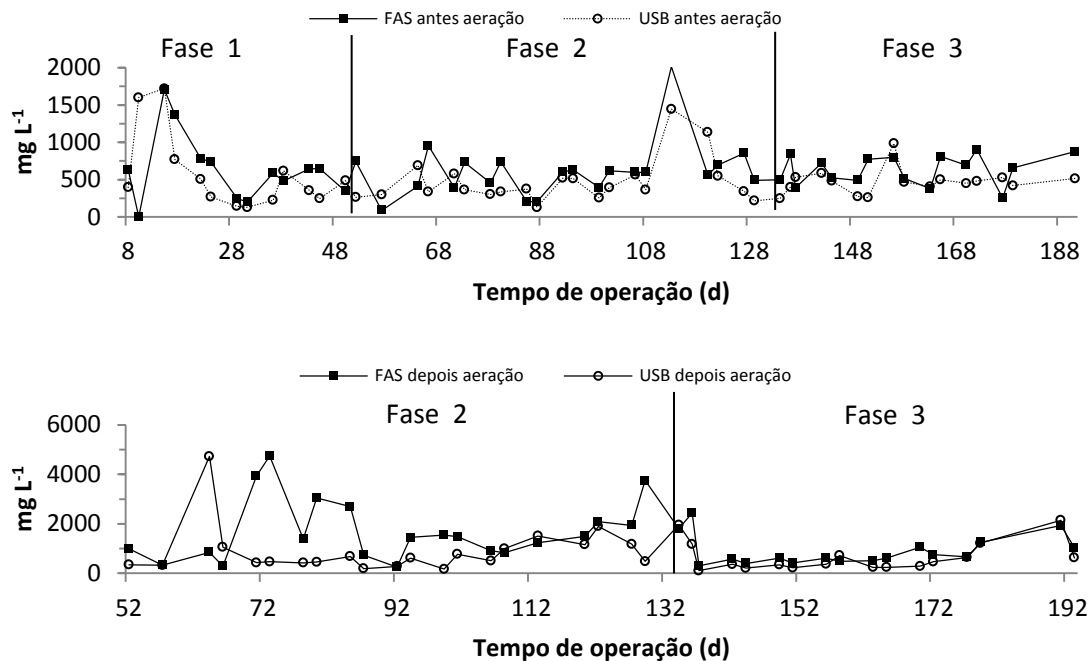 FAS antes aeração USB antes aeração
Fase 1 Fase 2 Fase 3
2000
1500
1000
500
0
mg L-1
8 28 48 68 88 108 128 148 168 188
Tempo de operação (d)
FAS depois aeração USB depois aeração
Fase 2 Fase 3
6000
4000
2000
0
mg L-1
52 72 92 112 132 152 172 192
Tempo de operação (d)